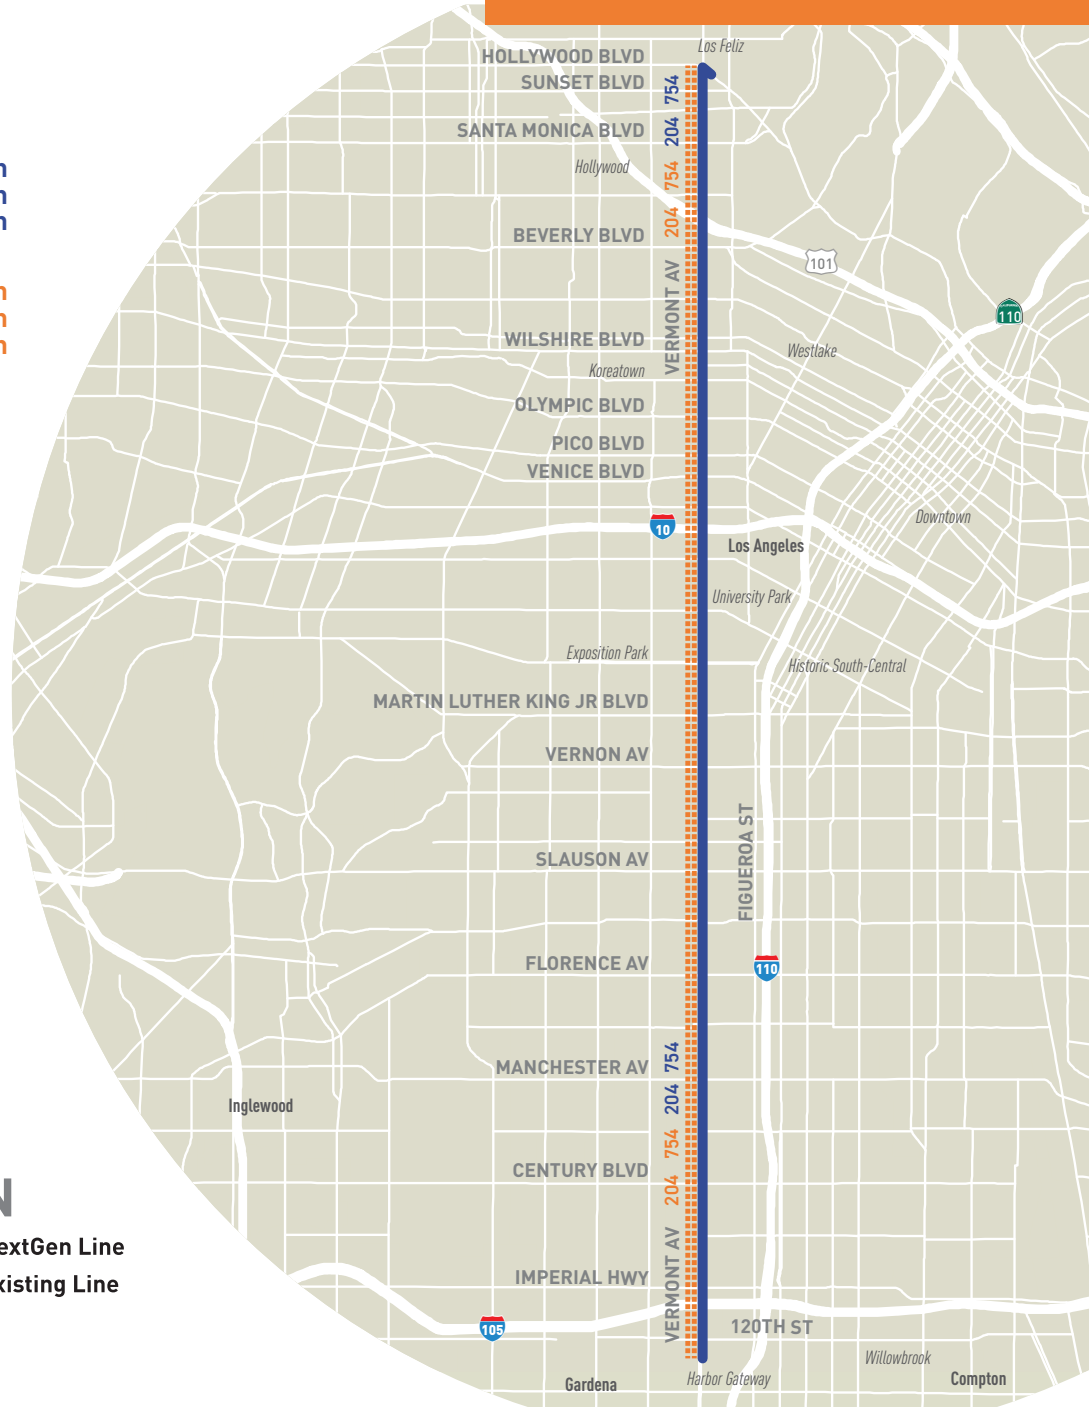 Los Feliz
HOLLYWOOD BLVD
SUNSET BLVD
754
SANTA MONICA BLVD
204
Hollywood
754
204
BEVERLY BLVD
101
VERMONT AV
110
WILSHIRE BLVD
Westlake
Koreatown
OLYMPIC BLVD
PICO BLVD
VENICE BLVD
10
Downtown
Los Angeles
University Park
Exposition Park
Historic South-Central
MARTIN LUTHER KING JR BLVD
VERNON AV
FIGUEROA ST
SLAUSON AV
FLORENCE AV
110
754
MANCHESTER AV
204
Inglewood
754
CENTURY BLVD
204
N
extGen Line
xisting Line
VERMONT AV
IMPERIAL HWY
105
120TH ST
Willowbrook
Harbor Gateway
Compton
Gardena